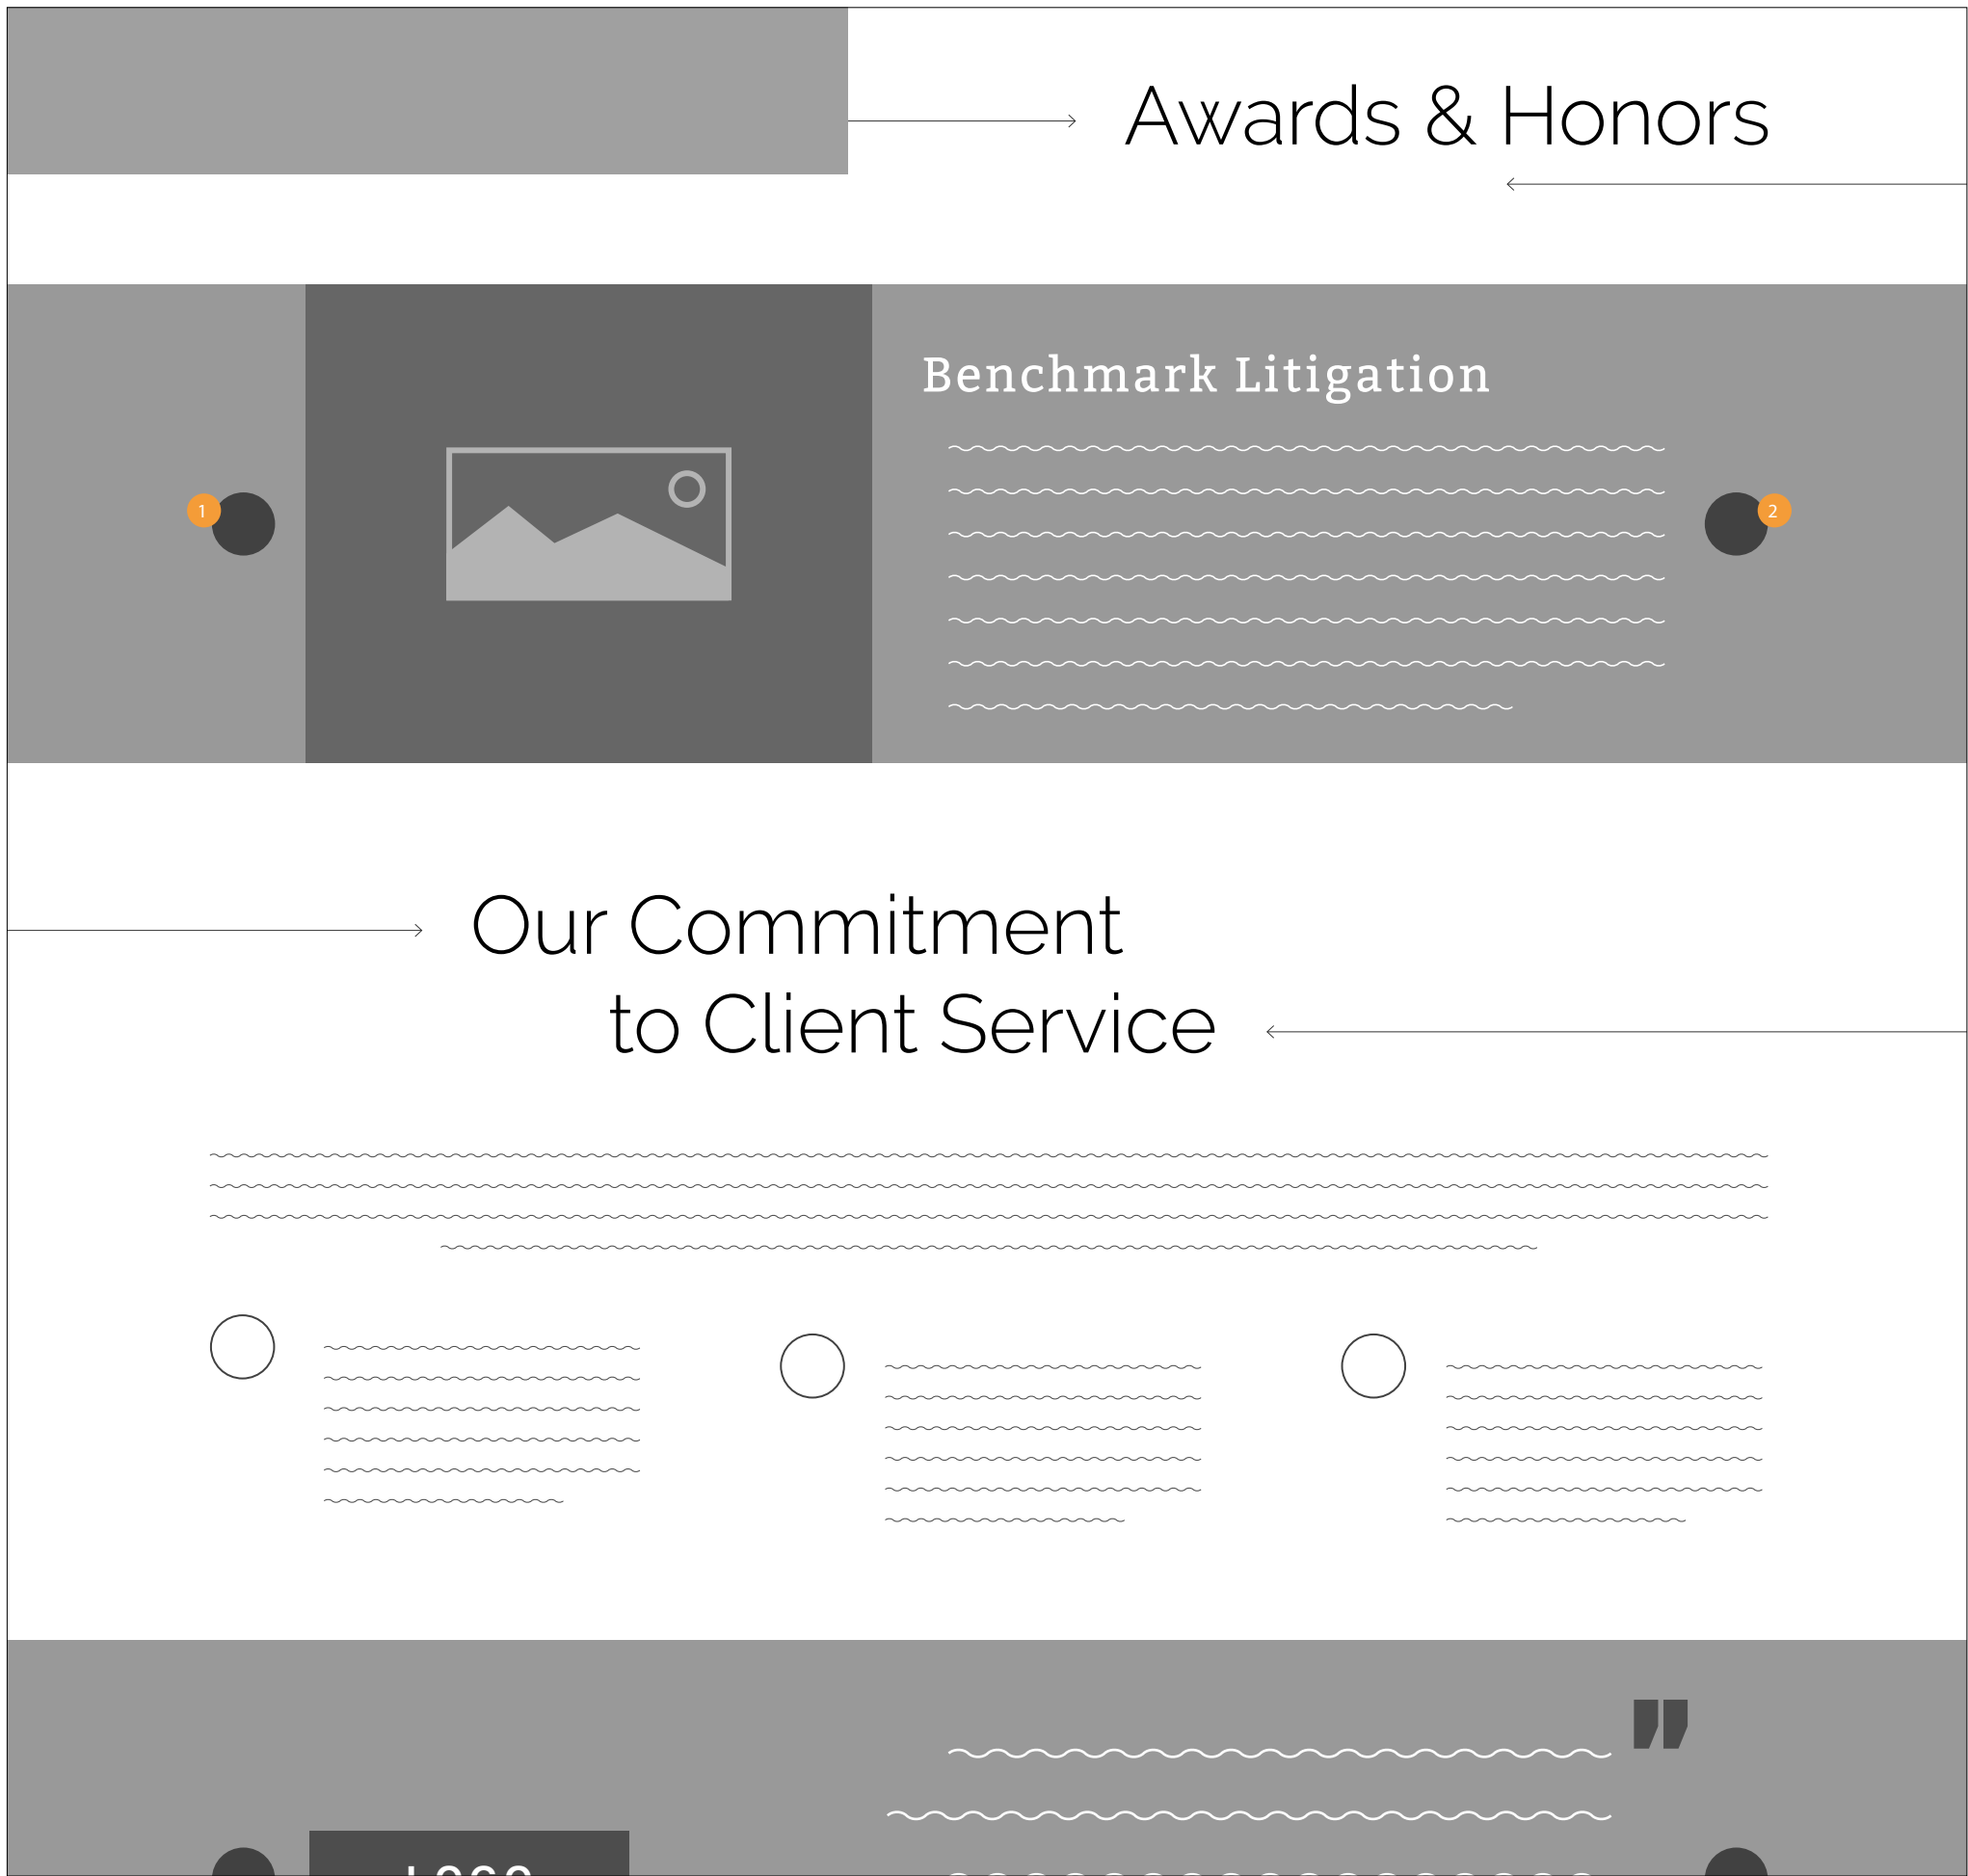 Awards & Honors
Benchmark Litigation
1
2
Our Commitment
to Client Service